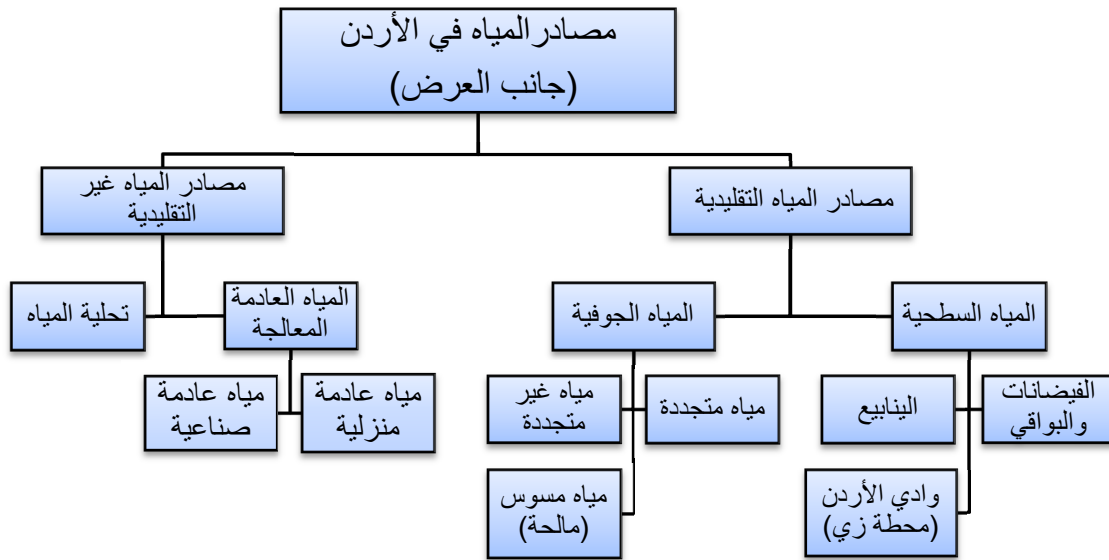 مصادر المياه في الأردن
(جانب العرض)
مصادر المياه التقليدية
مصادر المياه غير
التقليدية
المياه السطحية
المياه الجوفية
المياه العادمة
المعالجة
تحلية المياه
الفيضانات
والبواقي
الينابيع
مياه متجددة
مياه غير
متجددة
مياه عادمة
منزلية
مياه عادمة
صناعية
وادي الأردن
(محطة زي)
مياه مسوس
(مالحة)